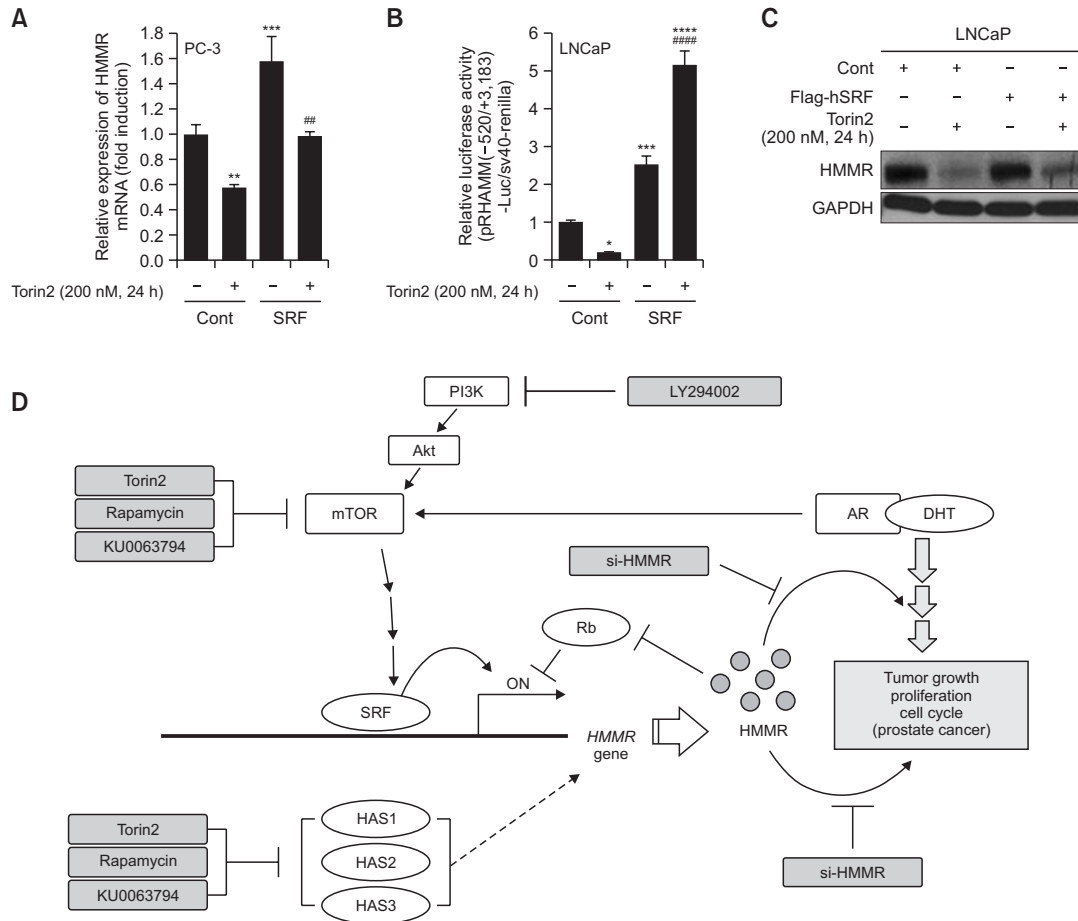 A
Relative expression of HMMR
mRNA (fold induction)
1.8
1.6
1.4
1.2
1.0
0.8
0.6
0.4
0.2
0.0
PC-3
**
***
##
Torin2 (200 nM, 24 h)
− + − +
Cont SRF
B
Relative luciferase activity
(pRHAMM(−520/+3,183)
-Luc/sv40-renilla)
6
5
4
3
2
1
0
LNCaP
*
***
****
####
Torin2 (200 nM, 24 h)
− + − +
Cont SRF
C
LNCaP
Cont + + − −
Flag-hSRF − − + +
Torin2
(200 nM, 24 h) − + − +
HMMR
GAPDH
D
PI3K
LY294002
Akt
Torin2
Rapamycin
KU0063794
mTOR
AR
DHT
si-HMMR
Rb
ON
SRF
HMMR
gene
HMMR
Tumor growth
proliferation
cell cycle
(prostate cancer)
Torin2
Rapamycin
KU0063794
HAS1
HAS2
HAS3
si-HMMR